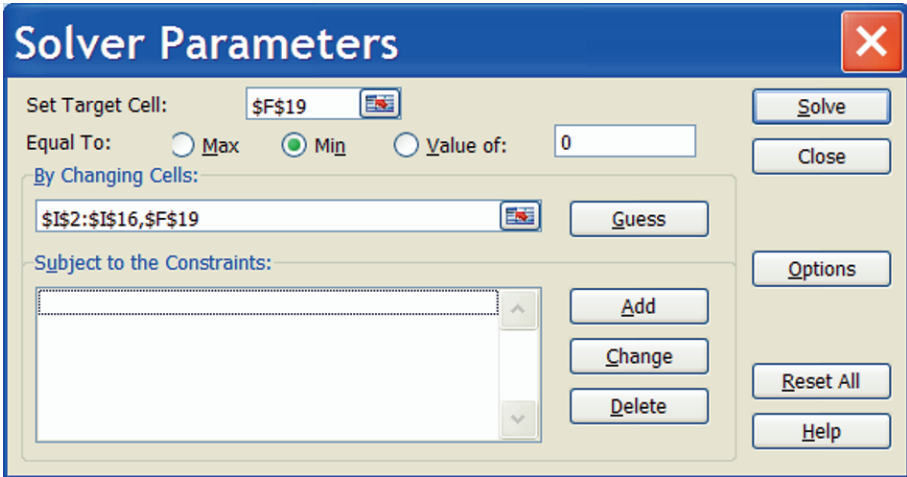 Solver Parameters
Set Target Cell: $F$19 Solve
Equal To: Max Min Value of: 0 Close
By Changing Cells:
$I$2:$I$16,$F$19 Guess
Subject to the Constraints: Options
Add
Change
Reset All
Delete
Help